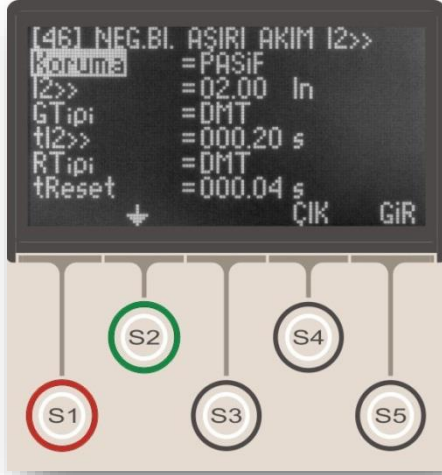 [46] NEG.BI. AŞIRI AKIM I2>>
Koruma =PASiF
I2>> =02.00 In
GTipi =DMT
tI2>> =000.20 s
RTipi =DMT
tReset =000.04 s
ÇIK GiR
S2 S4
S1 S3 S5